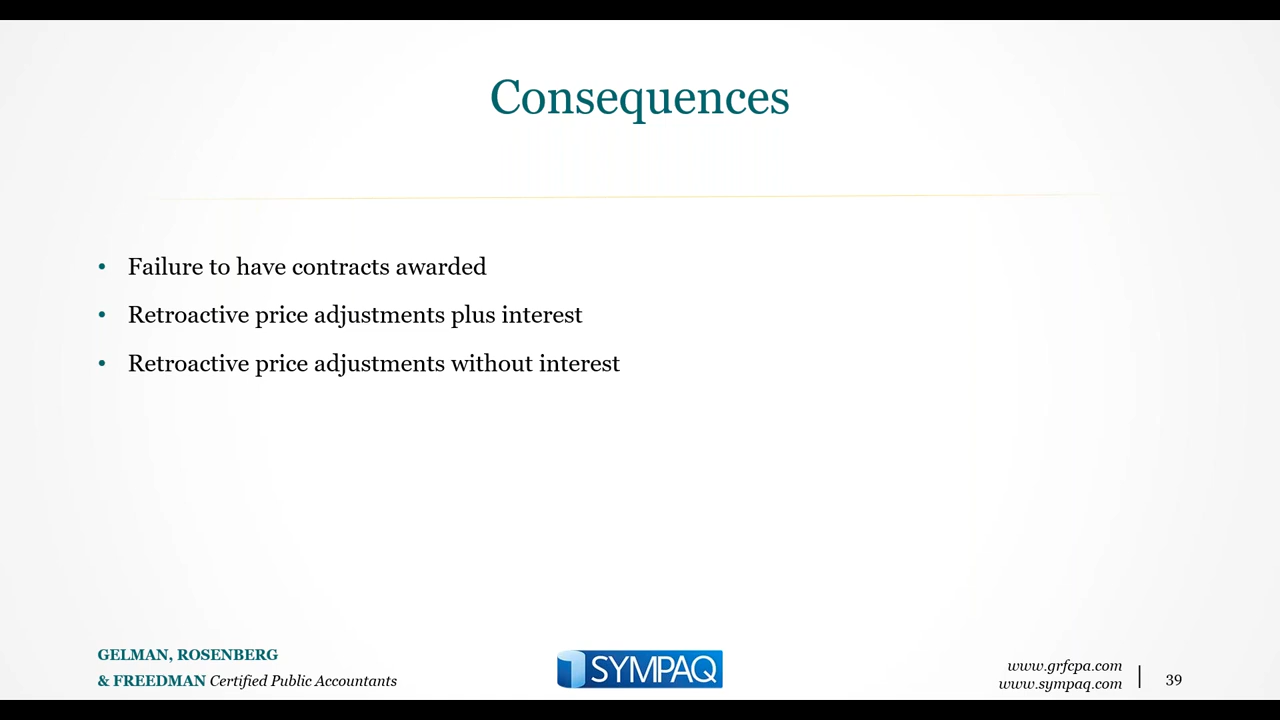 Consequences
• Failure to have contracts awarded
• Retroactive price adjustments plus interest
• Retroactive price adjustments without interest
GELMAN, ROSENBERG
& FREEDMAN Certified Public Accountants
SYMPAQ
www.grfcpa.com
www.sympaq.com
39